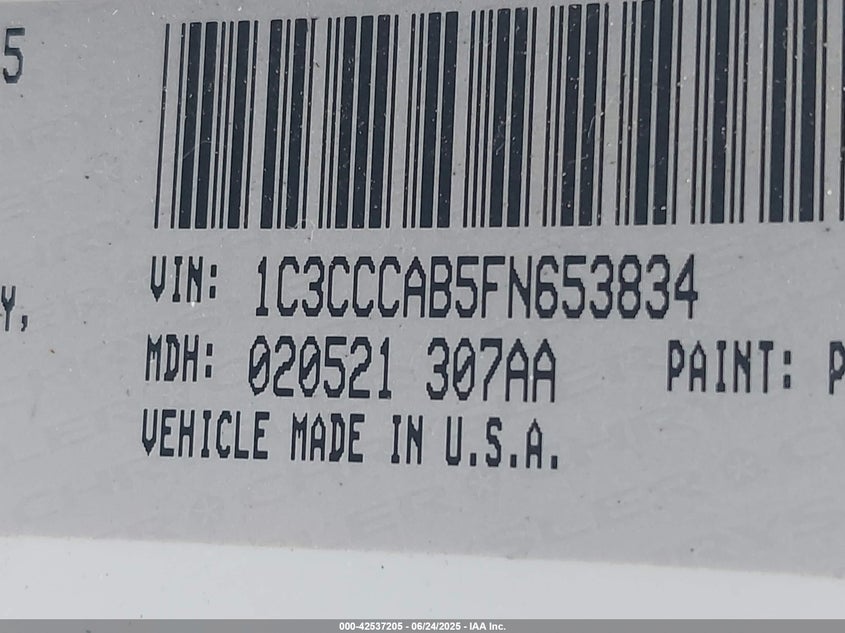 5
VIN: 1C3CCCAB5FN653834
Y,
MDH: 020521 307AA PAINT: P
VEHICLE MADE IN U.S.A.
000-42537205 - 06/24/2025 - IAA Inc.